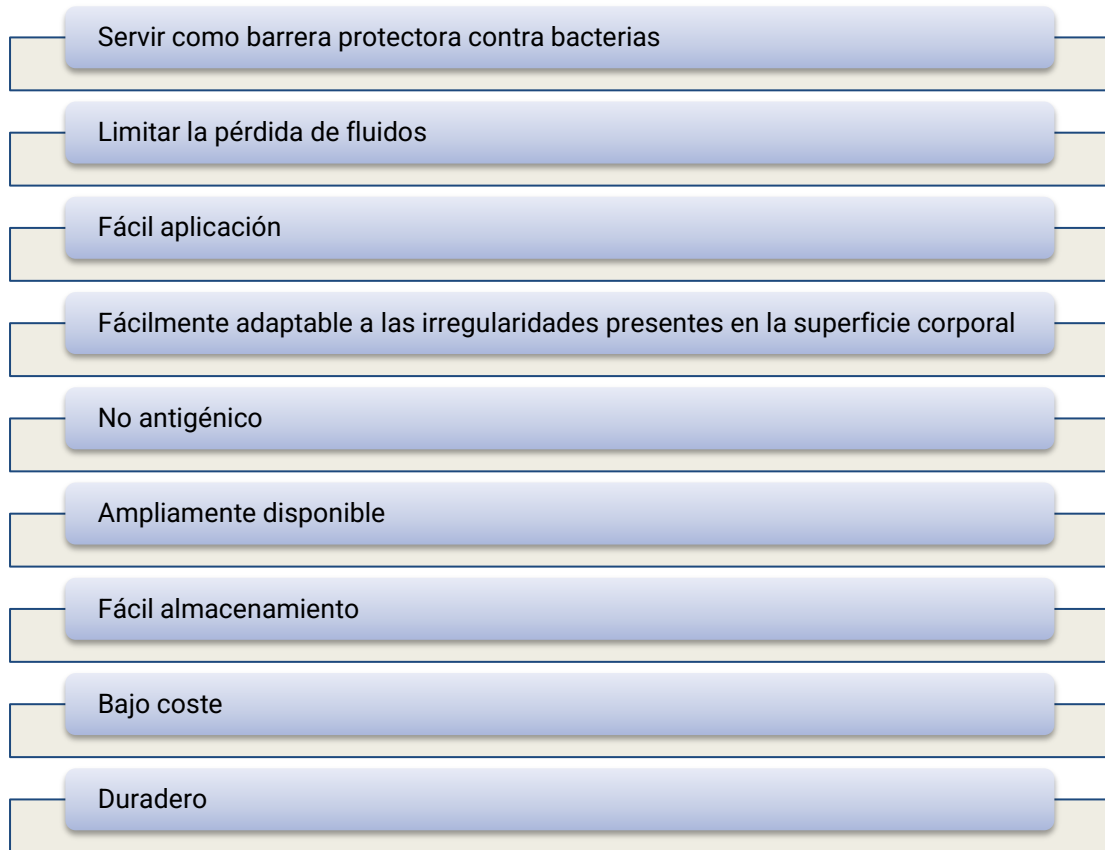 Servir como barrera protectora contra bacterias
Limitar la pérdida de fluidos
Fácil aplicación
Fácilmente adaptable a las irregularidades presentes en la superficie corporal
No antigénico
Ampliamente disponible
Fácil almacenamiento
Bajo coste
Duradero